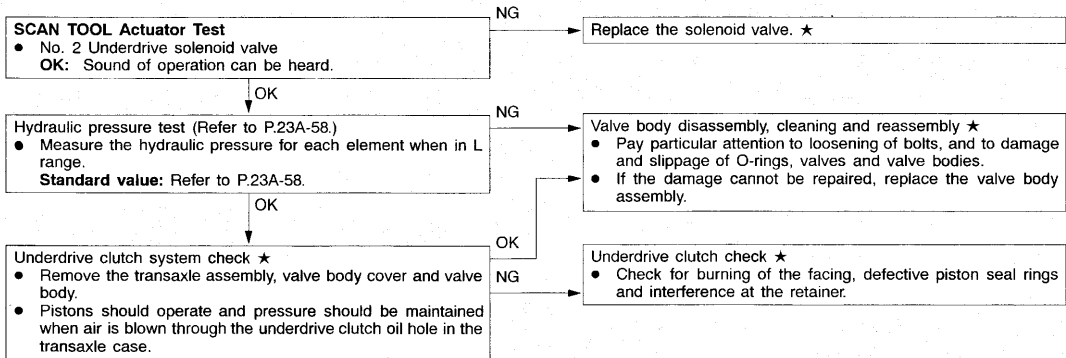 SCAN TOOL Actuator Test
● No. 2 Underdrive solenoid valve
OK: Sound of operation can be heard.
NG
Replace the solenoid valve. ★
OK
Hydraulic pressure test (Refer to P.23A-58.)
● Measure the hydraulic pressure for each element when in L
range.
Standard value: Refer to P.23A-58.
NG
Valve body disassembly, cleaning and reassembly ★
● Pay particular attention to loosening of bolts, and to damage
and slippage of O-rings, valves and valve bodies.
● If the damage cannot be repaired, replace the valve body
assembly.
OK
Underdrive clutch system check ★
● Remove the transaxle assembly, valve body cover and valve
body.
● Pistons should operate and pressure should be maintained
when air is blown through the underdrive clutch oil hole in the
transaxle case.
OK
NG
Underdrive clutch check ★
● Check for burning of the facing, defective piston seal rings
and interference at the retainer.